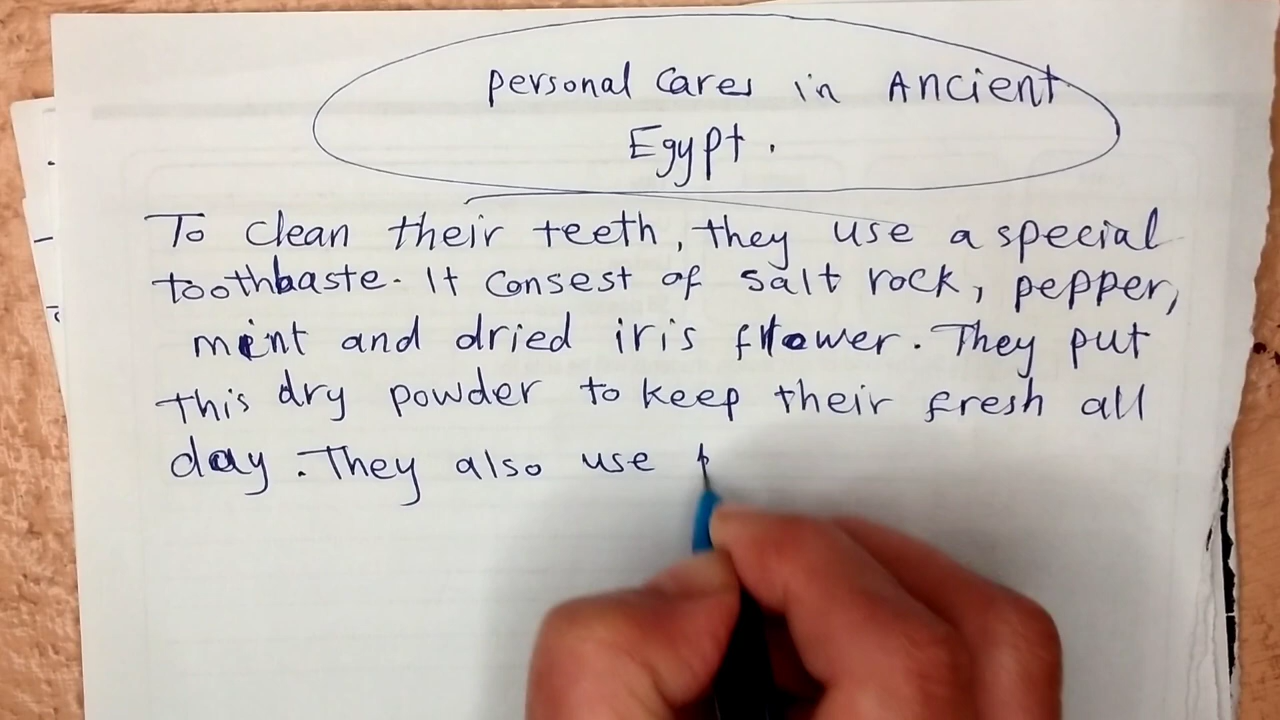 personal cares in Ancient
Egypt.
To clean their teeth, they use a special
toothbaste. It consest of salt rock, pepper,
mint and dried iris flower. They put
this dry powder to keep their fresh all
day. They also use